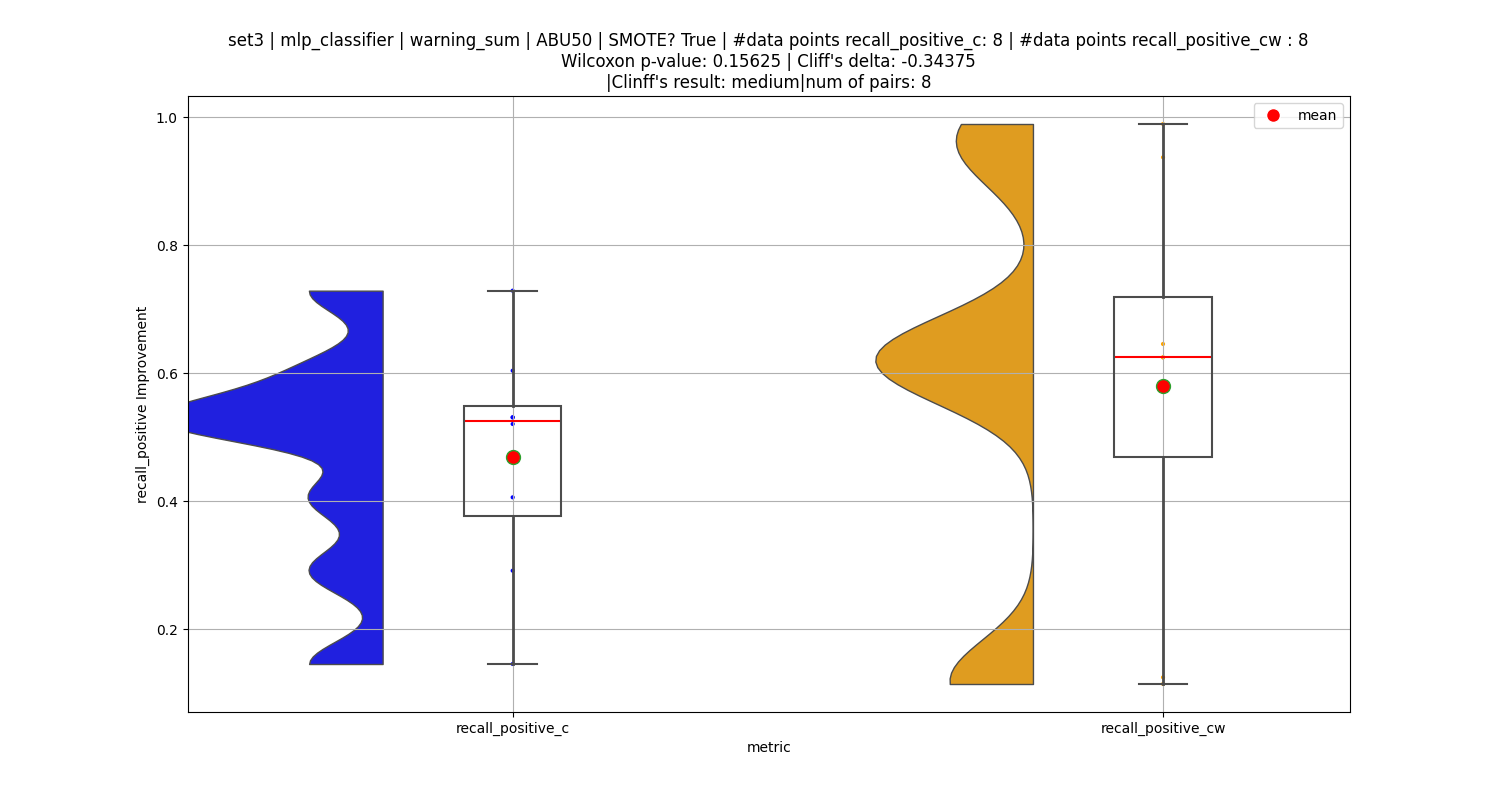 set3 | mlp_classifier | warning_sum | ABU50 | SMOTE? True | #data points recall_positive_c: 8 | #data points recall_positive_cw : 8
Wilcoxon p-value: 0.15625 | Cliff's delta: -0.34375
|Clinff's result: medium|num of pairs: 8
mean
1.0
0.8
0.6
0.4
0.2
recall_positive Improvement
recall_positive_c
recall_positive_cw
metric